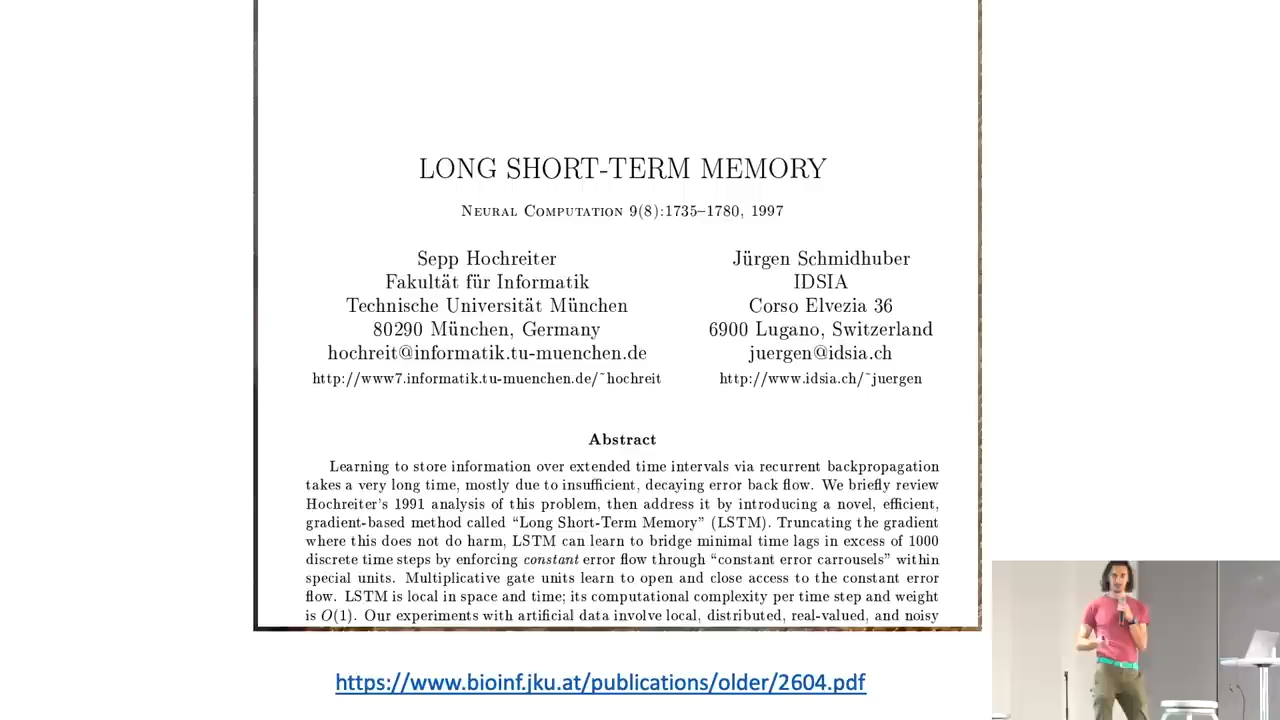 LONG SHORT-TERM MEMORY
NEURAL COMPUTATION 9(8):1735–1780, 1997
Sepp Hochreiter
Fakultät für Informatik
Technische Universität München
80290 München, Germany
hochreit@informatik.tu-muenchen.de
http://www7.informatik.tu-muenchen.de/~hochreit
Jürgen Schmidhuber
IDSIA
Corso Elvezia 36
6900 Lugano, Switzerland
juergen@idsia.ch
http://www.idsia.ch/~juergen
Abstract
Learning to store information over extended time intervals via recurrent backpropagation
takes a very long time, mostly due to insufficient, decaying error back flow. We briefly review
Hochreiter's 1991 analysis of this problem, then address it by introducing a novel, efficient,
gradient-based method called “Long Short-Term Memory” (LSTM). Truncating the gradient
where this does not do harm, LSTM can learn to bridge minimal time lags in excess of 1000
discrete time steps by enforcing constant error flow through “constant error carrousels” within
special units. Multiplicative gate units learn to open and close access to the constant error
flow. LSTM is local in space and time; its computational complexity per time step and weight
is O(1). Our experiments with artificial data involve local, distributed, real-valued, and noisy
https://www.bioinf.jku.at/publications/older/2604.pdf